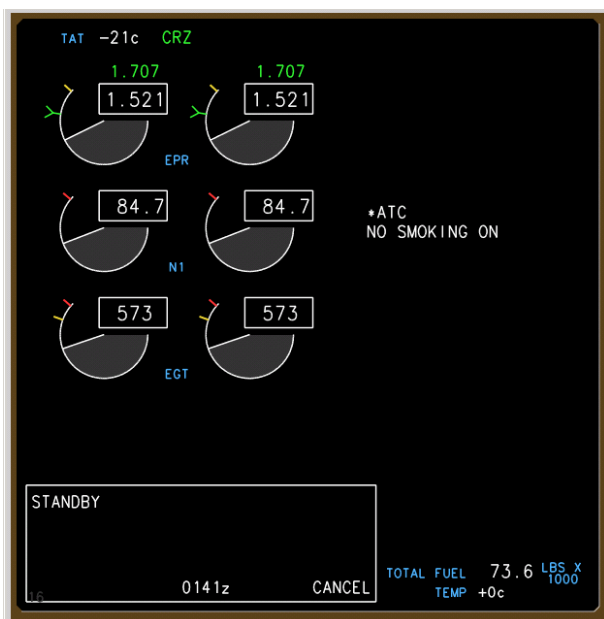 TAT -21c CRZ
1.707 1.707
1.521 1.521
EPR
84.7 84.7
*ATC
NO SMOKING ON
N1
573 573
EGT
STANDBY
0141z CANCEL
16
TOTAL FUEL 73.6 LBS X 1000
TEMP +0c